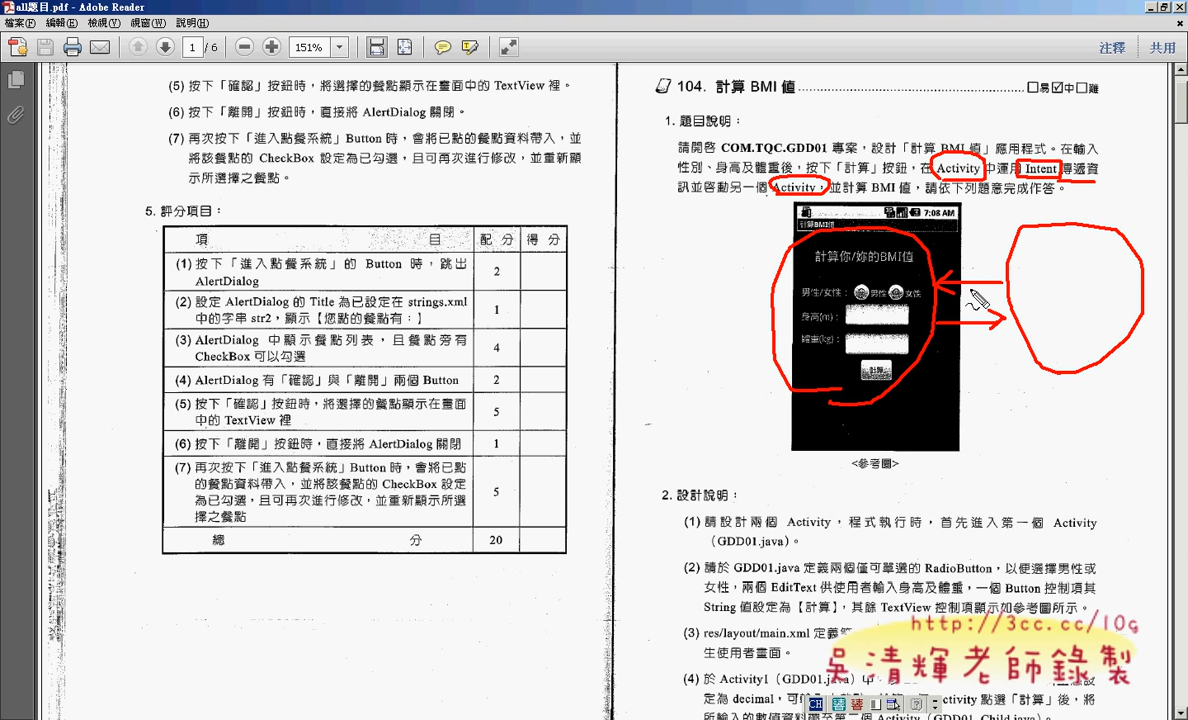 all題目.pdf - Adobe Reader
檔案(F) 編輯(E) 檢視(V) 視窗(W) 說明(H)
1 / 6 151% 注釋 共用
(5) 按下「確認」按鈕時，將選擇的餐點顯示在畫面中的 TextView 裡。
(6) 按下「離開」按鈕時，直接將 AlertDialog 關閉。
(7) 再次按下「進入點餐系統」Button 時，會將已點的餐點資料帶入，並
將該餐點的 CheckBox 設定為已勾選，且可再次進行修改，並重新顯
示所選擇之餐點。
5. 評分項目：
項 目 配 分 得 分
(1) 按下「進入點餐系統」的 Button 時，跳出
AlertDialog
2
(2) 設定 AlertDialog 的 Title 為已設定在 strings.xml
中的字串 str2，顯示【您點的餐點有：】
1
(3) AlertDialog 中顯示餐點列表，且餐點旁有
CheckBox 可以勾選
4
(4) AlertDialog 有「確認」與「離開」兩個 Button 2
(5) 按下「確認」按鈕時，將選擇的餐點顯示在畫面
中的 TextView 裡
5
(6) 按下「離開」按鈕時，直接將 AlertDialog 關閉 1
(7) 再次按下「進入點餐系統」Button 時，會將已點
的餐點資料帶入，並將該餐點的 CheckBox 設定
為已勾選，且可再次進行修改，並重新顯示所選
擇之餐點
5
總 分 20
104. 計算 BMI 值 □易☑中□難
1. 題目說明：
請開啓 COM.TQC.GDD01 專案，設計「計算 BMI 值」應用程式。在輸入
性別、身高及體重後，按下「計算」按鈕，在 Activity 中運用 Intent 傳遞資
訊並啓動另一個 Activity，並計算 BMI 值，請依下列題意完成作答。
7:08 AM
計算BMI值
計算你/妳的BMI值
男性/女性： 男性 女性
身高(m)：
體重(kg)：
計算
<參考圖>
2. 設計說明：
(1) 請設計兩個 Activity，程式執行時，首先進入第一個 Activity
（GDD01.java）。
(2) 請於 GDD01.java 定義兩個僅可單選的 RadioButton，以便選擇男性或
女性，兩個 EditText 供使用者輸入身高及體重，一個 Button 控制項其
String 值設定為【計算】，其餘 TextView 控制項顯示如參考圖所示。
(3) res/layout/main.xml 定義
生使用者畫面。
(4) 於 Activity1（GDD01.java）中
定為 decimal，可 Activity 點選「計算」後，將
所輸入的數值資料帶至第二個 Activity（GDD01_Child.java）
http://3cc.cc/10g
吳清輝老師錄製
CH